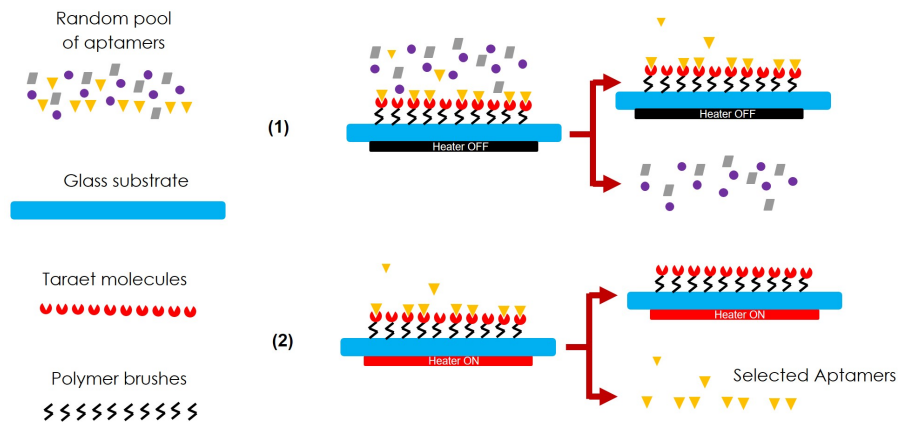 Random pool
of aptamers
Glass substrate
Taraet molecules
Polymer brushes
(1)
Heater OFF
Heater OFF
(2)
Heater ON
Heater ON
Selected Aptamers